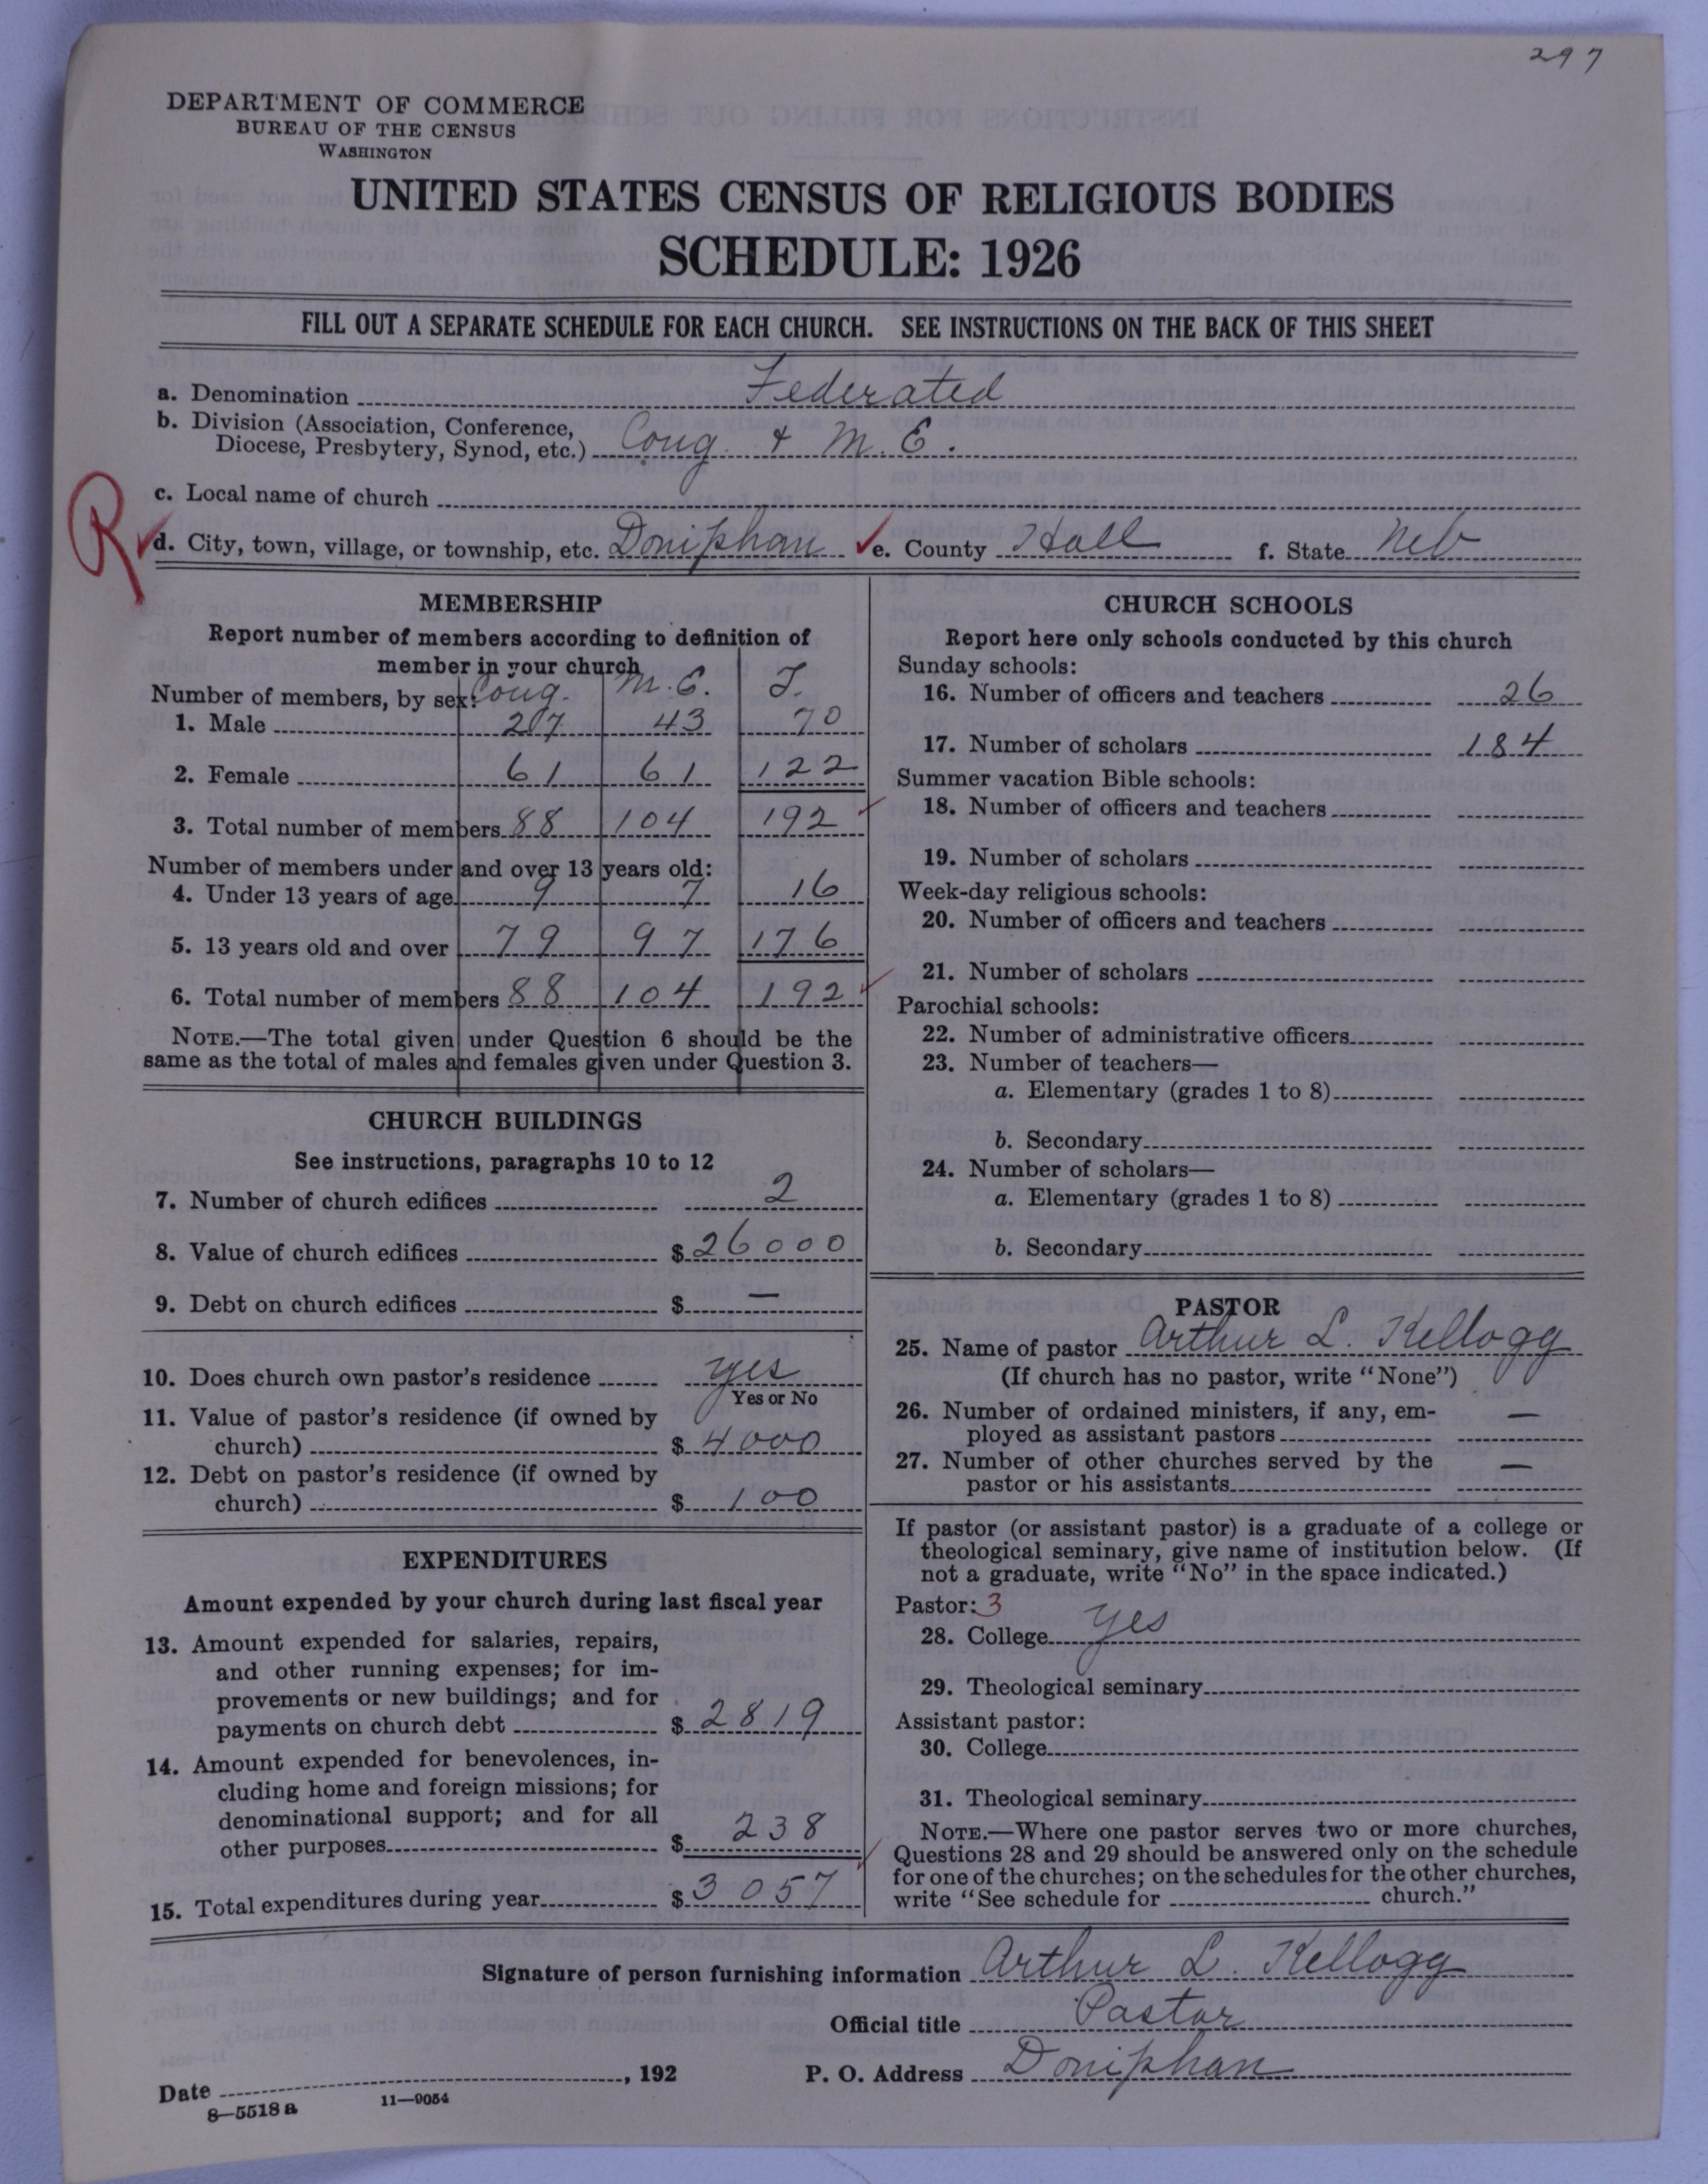 297
DEPARTMENT OF COMMERCE
BUREAU OF THE CENSUS
WASHINGTON
UNITED STATES CENSUS OF RELIGIOUS BODIES
SCHEDULE: 1926
FILL OUT A SEPARATE SCHEDULE FOR EACH CHURCH. SEE INSTRUCTIONS ON THE BACK OF THIS SHEET
a. Denomination Federated
b. Division (Association, Conference,
Diocese, Presbytery, Synod, etc.) Cong. & M. E.
c. Local name of church
R d. City, town, village, or township, etc. Doniphan e. County Hall f. State Neb
MEMBERSHIP
Report number of members according to definition of
member in your church
Number of members, by sex: Cong. M. E. T.
1. Male 27 43 70
2. Female 61 61 122
3. Total number of members 88 104 192
Number of members under and over 13 years old:
4. Under 13 years of age 9 7 16
5. 13 years old and over 79 97 176
6. Total number of members 88 104 192
NOTE.—The total given under Question 6 should be the
same as the total of males and females given under Question 3.
CHURCH BUILDINGS
See instructions, paragraphs 10 to 12
7. Number of church edifices 2
8. Value of church edifices $ 26000
9. Debt on church edifices $ —
10. Does church own pastor's residence yes
Yes or No
11. Value of pastor's residence (if owned by
church) $ 4000
12. Debt on pastor's residence (if owned by
church) $ 100
EXPENDITURES
Amount expended by your church during last fiscal year
13. Amount expended for salaries, repairs,
and other running expenses; for im-
provements or new buildings; and for
payments on church debt $ 2819
14. Amount expended for benevolences, in-
cluding home and foreign missions; for
denominational support; and for all
other purposes $ 238
15. Total expenditures during year $ 3057
CHURCH SCHOOLS
Report here only schools conducted by this church
Sunday schools:
16. Number of officers and teachers 26
17. Number of scholars 184
Summer vacation Bible schools:
18. Number of officers and teachers
19. Number of scholars
Week-day religious schools:
20. Number of officers and teachers
21. Number of scholars
Parochial schools:
22. Number of administrative officers
23. Number of teachers—
a. Elementary (grades 1 to 8)
b. Secondary
24. Number of scholars—
a. Elementary (grades 1 to 8)
b. Secondary
PASTOR
25. Name of pastor Arthur L. Kellogg
(If church has no pastor, write "None")
26. Number of ordained ministers, if any, em-
ployed as assistant pastors —
27. Number of other churches served by the
pastor or his assistants —
If pastor (or assistant pastor) is a graduate of a college or
theological seminary, give name of institution below. (If
not a graduate, write "No" in the space indicated.)
Pastor: 3
28. College yes
29. Theological seminary
Assistant pastor:
30. College
31. Theological seminary
NOTE.—Where one pastor serves two or more churches,
Questions 28 and 29 should be answered only on the schedule
for one of the churches; on the schedules for the other churches,
write "See schedule for church."
Signature of person furnishing information Arthur L. Kellogg
Official title Pastor
Date , 192 P. O. Address Doniphan
8—5518 a 11—9054